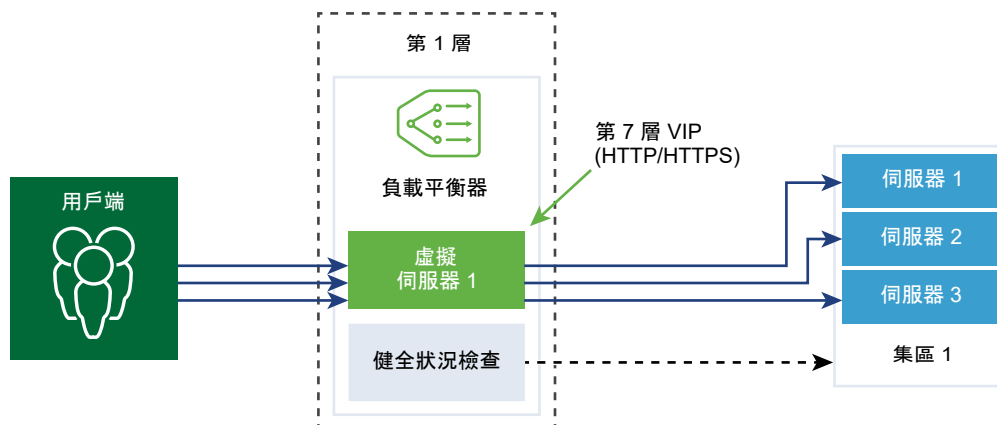 第 1 層
負載平衡器
第 7 層 VIP
(HTTP/HTTPS)
用戶端
虛擬
伺服器 1
健全狀況檢查
伺服器 1
伺服器 2
伺服器 3
集區 1